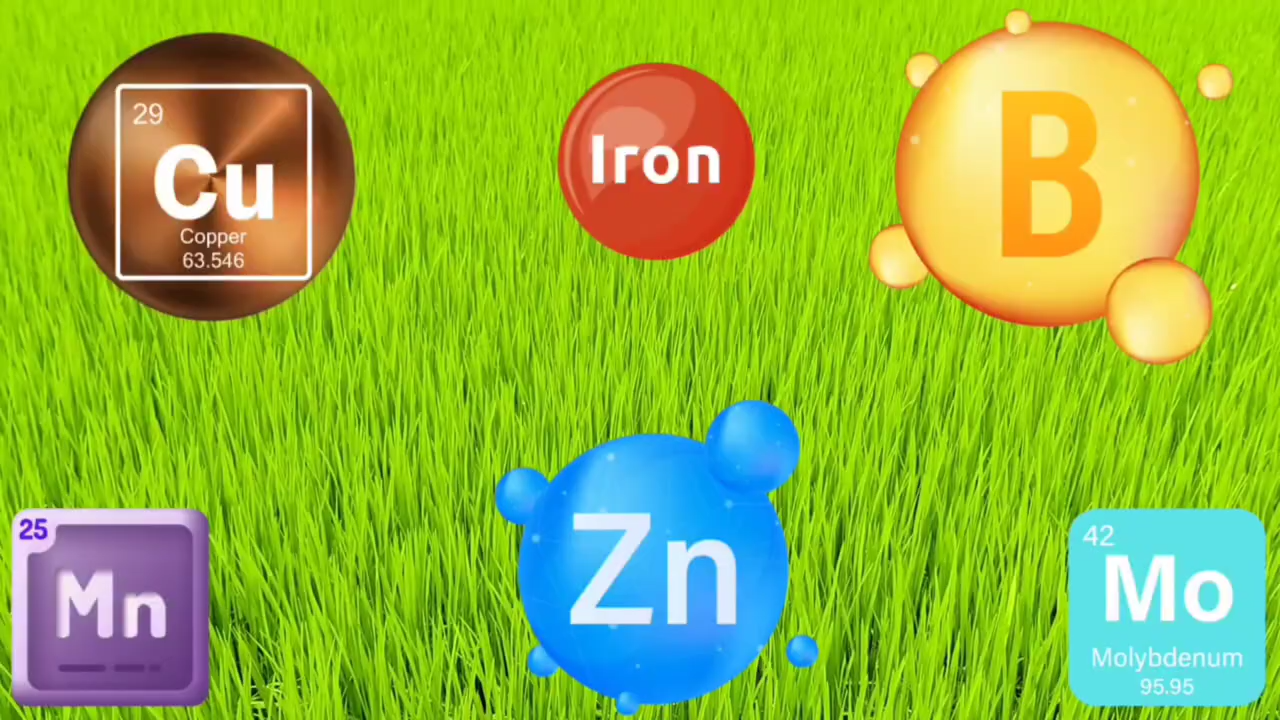 29
Cu
Copper
63.546
Iron
B
25
Mn
Zn
42
Mo
Molybdenum
95.95